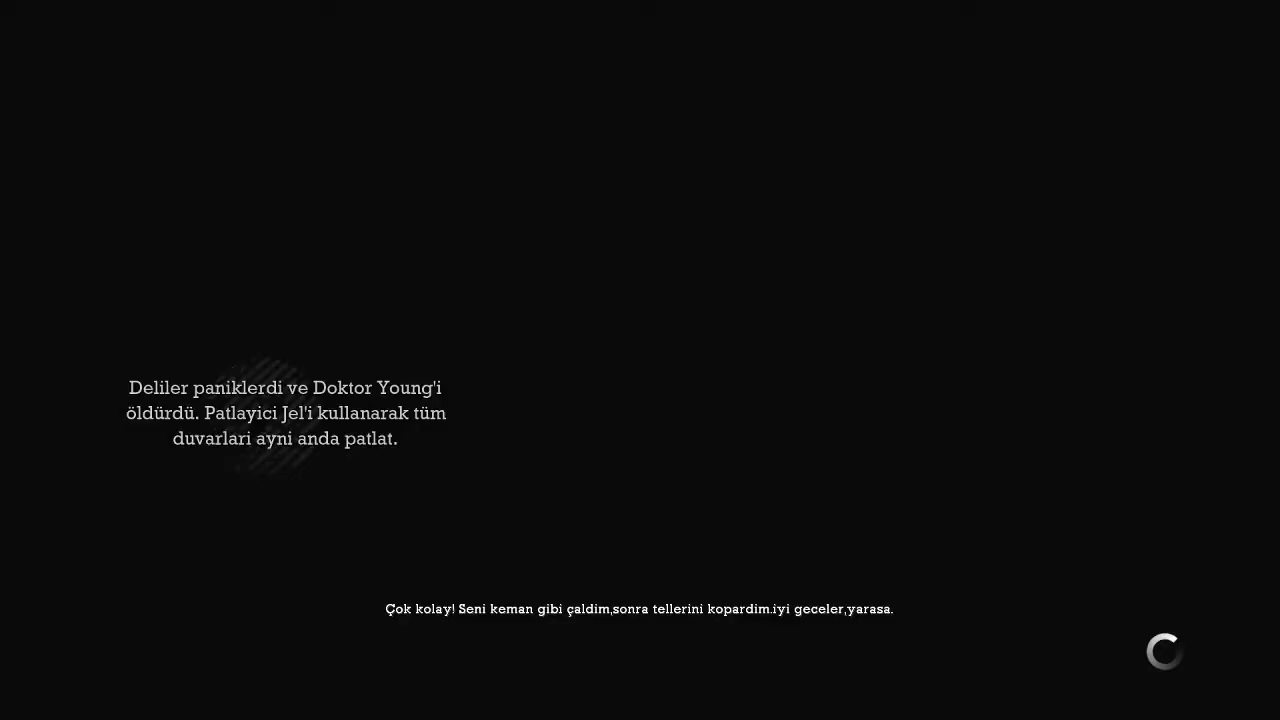 Deliler paniklerdi ve Doktor Young'i
öldürdü. Patlayici Jel'i kullanarak tüm
duvarlari ayni anda patlat.
Çok kolay! Seni keman gibi çaldim,sonra tellerini kopardim.iyi geceler,yarasa.